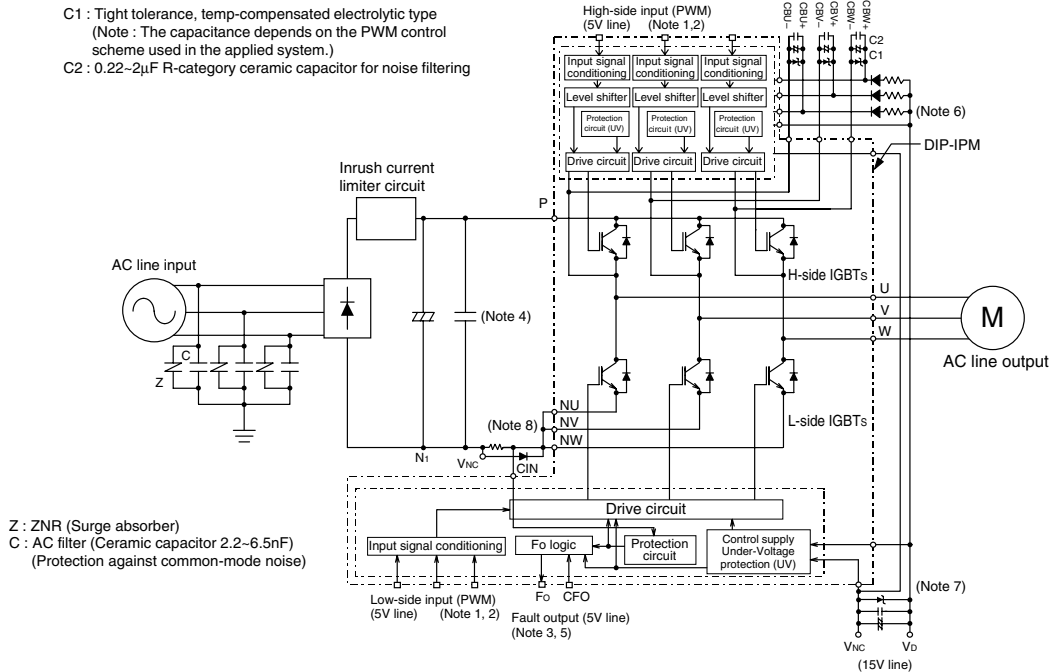 C1 : Tight tolerance, temp-compensated electrolytic type
(Note : The capacitance depends on the PWM control
scheme used in the applied system.)
C2 : 0.22~2μF R-category ceramic capacitor for noise filtering
High-side input (PWM)
(5V line) (Note 1,2)
CBU–
CBU+
CBV–
CBV+
CBW–
CBW+
C2
C1
Input signal conditioning
Input signal conditioning
Input signal conditioning
Level shifter
Level shifter
Level shifter
Protection circuit (UV)
Protection circuit (UV)
Protection circuit (UV)
Drive circuit
Drive circuit
Drive circuit
(Note 6)
DIP-IPM
Inrush current
limiter circuit
P
AC line input
H-side IGBTS
U
V
W
M
AC line output
(Note 4)
C
Z
NU
NV
NW
(Note 8)
L-side IGBTS
N1
VNC
CIN
Z : ZNR (Surge absorber)
C : AC filter (Ceramic capacitor 2.2~6.5nF)
(Protection against common-mode noise)
Drive circuit
Input signal conditioning
Fo logic
Protection
circuit
Control supply
Under-Voltage
protection (UV)
Low-side input (PWM)
(5V line) (Note 1, 2)
FO
CFO
Fault output (5V line)
(Note 3, 5)
(Note 7)
VNC
VD
(15V line)